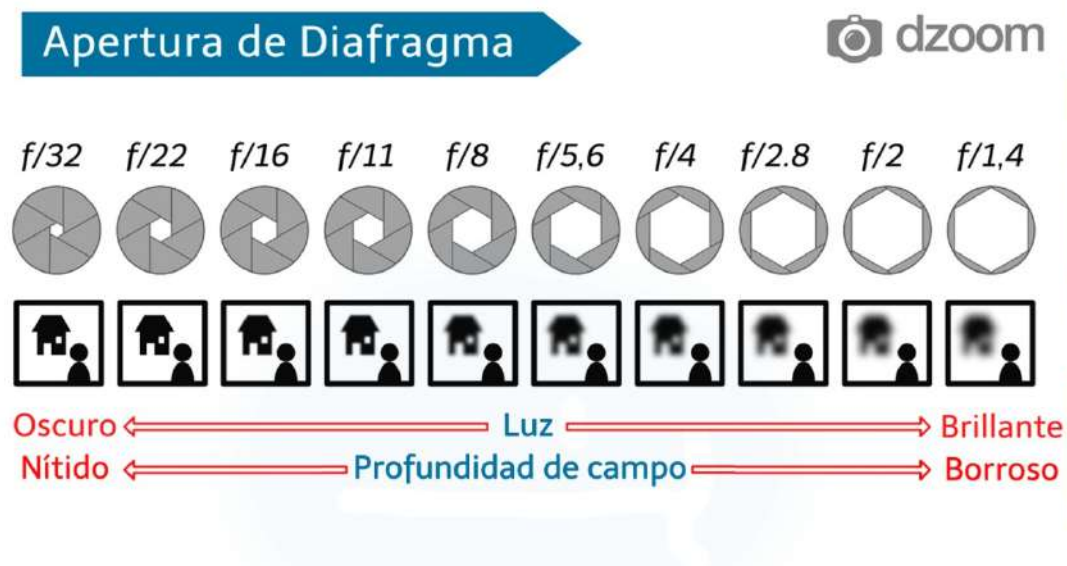 Apertura de Diafragma
dzoom
f/32 f/22 f/16 f/11 f/8 f/5,6 f/4 f/2.8 f/2 f/1,4
Oscuro Luz Brillante
Nítido Profundidad de campo Borroso